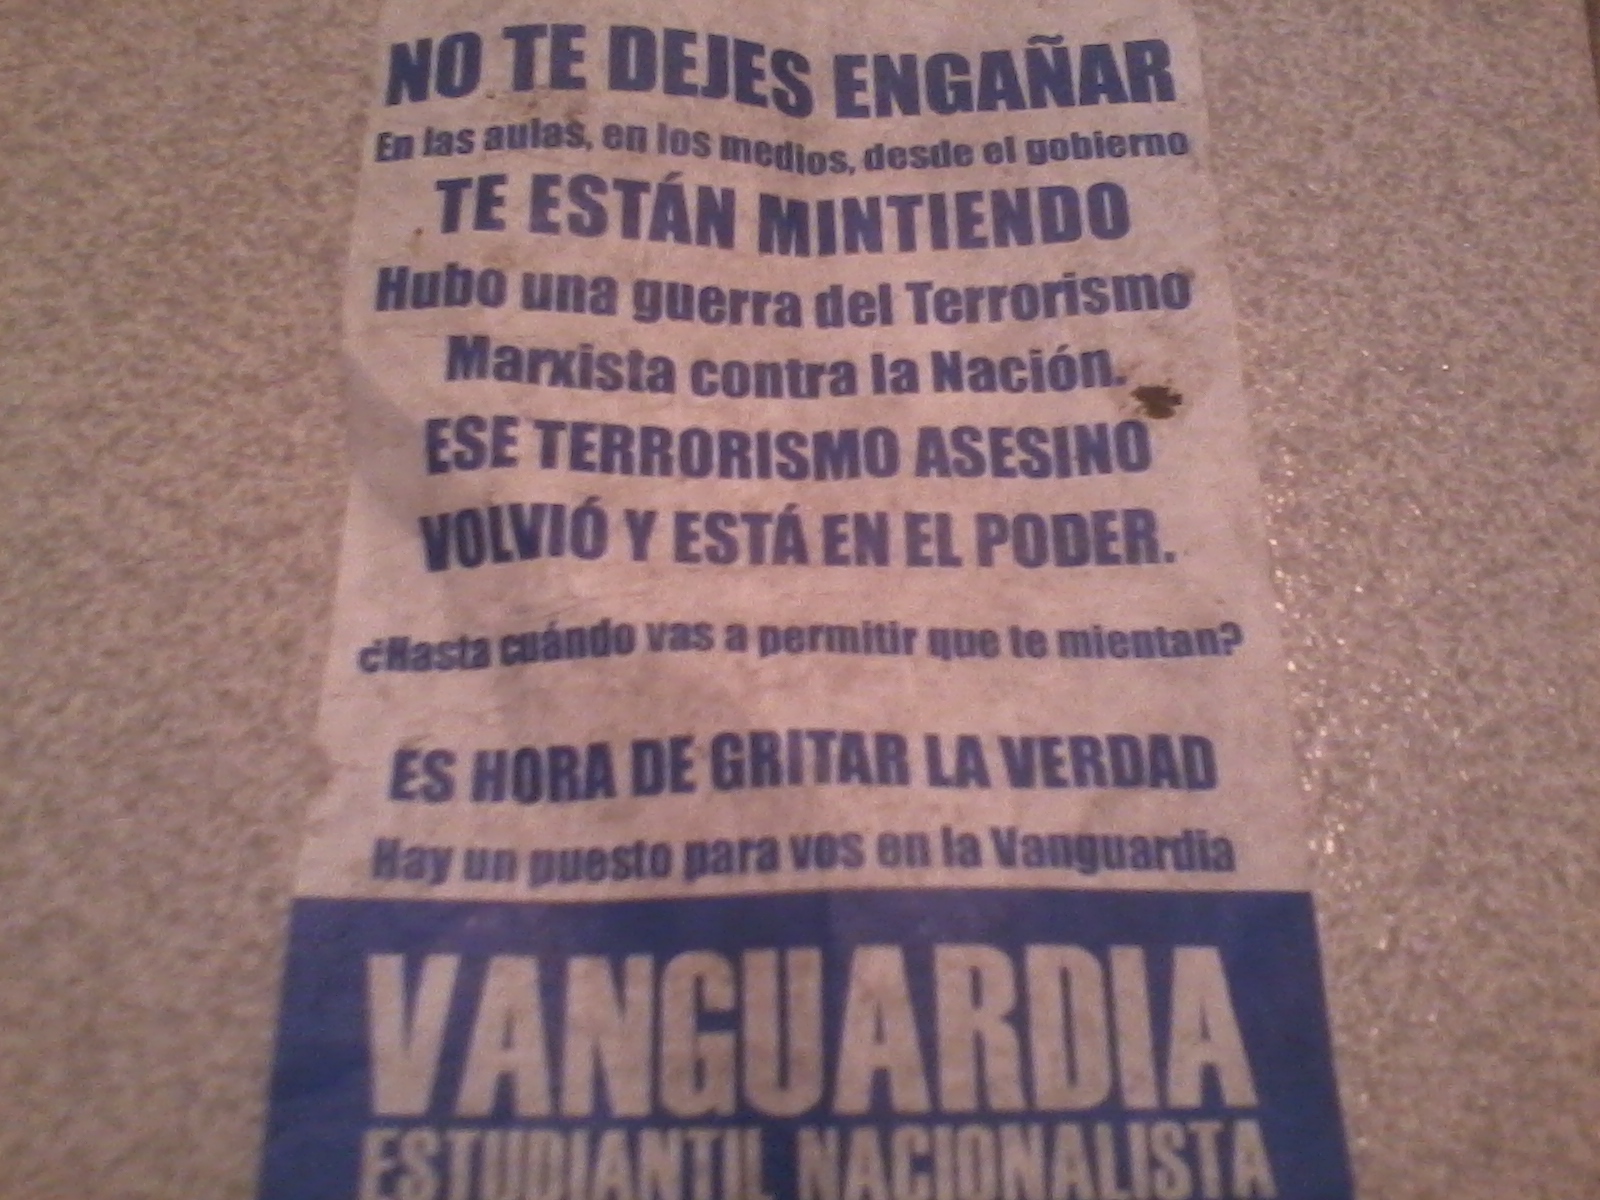 NO TE DEJES ENGAÑAR
En las aulas, en los medios, desde el gobierno
TE ESTÁN MINTIENDO
Hubo una guerra del Terrorismo
Marxista contra la Nación.
ESE TERRORISMO ASESINO
VOLVIÓ Y ESTÁ EN EL PODER.
¿Hasta cuándo vas a permitir que te mientan?
ES HORA DE GRITAR LA VERDAD
Hay un puesto para vos en la Vanguardia
VANGUARDIA
ESTUDIANTIL NACIONALISTA